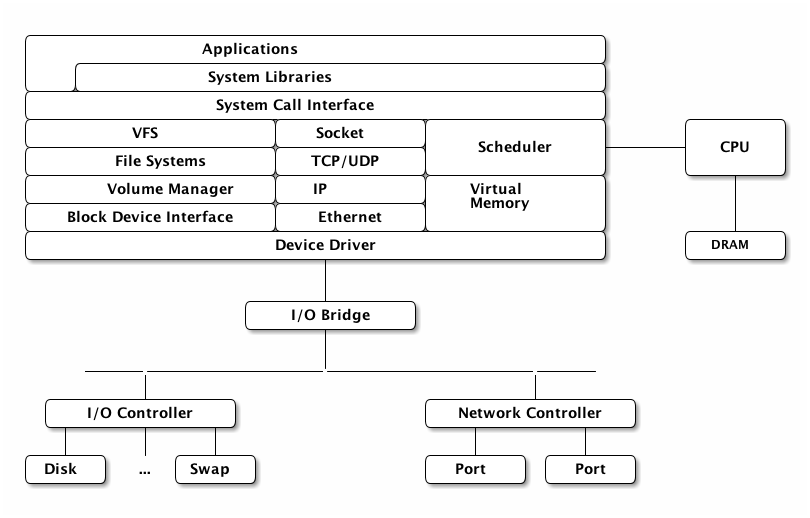 Applications
System Libraries
System Call Interface
VFS
Socket
Scheduler
CPU
File Systems
TCP/UDP
Volume Manager
IP
Virtual
Memory
Block Device Interface
Ethernet
Device Driver
DRAM
I/O Bridge
I/O Controller
Network Controller
Disk
...
Swap
Port
Port